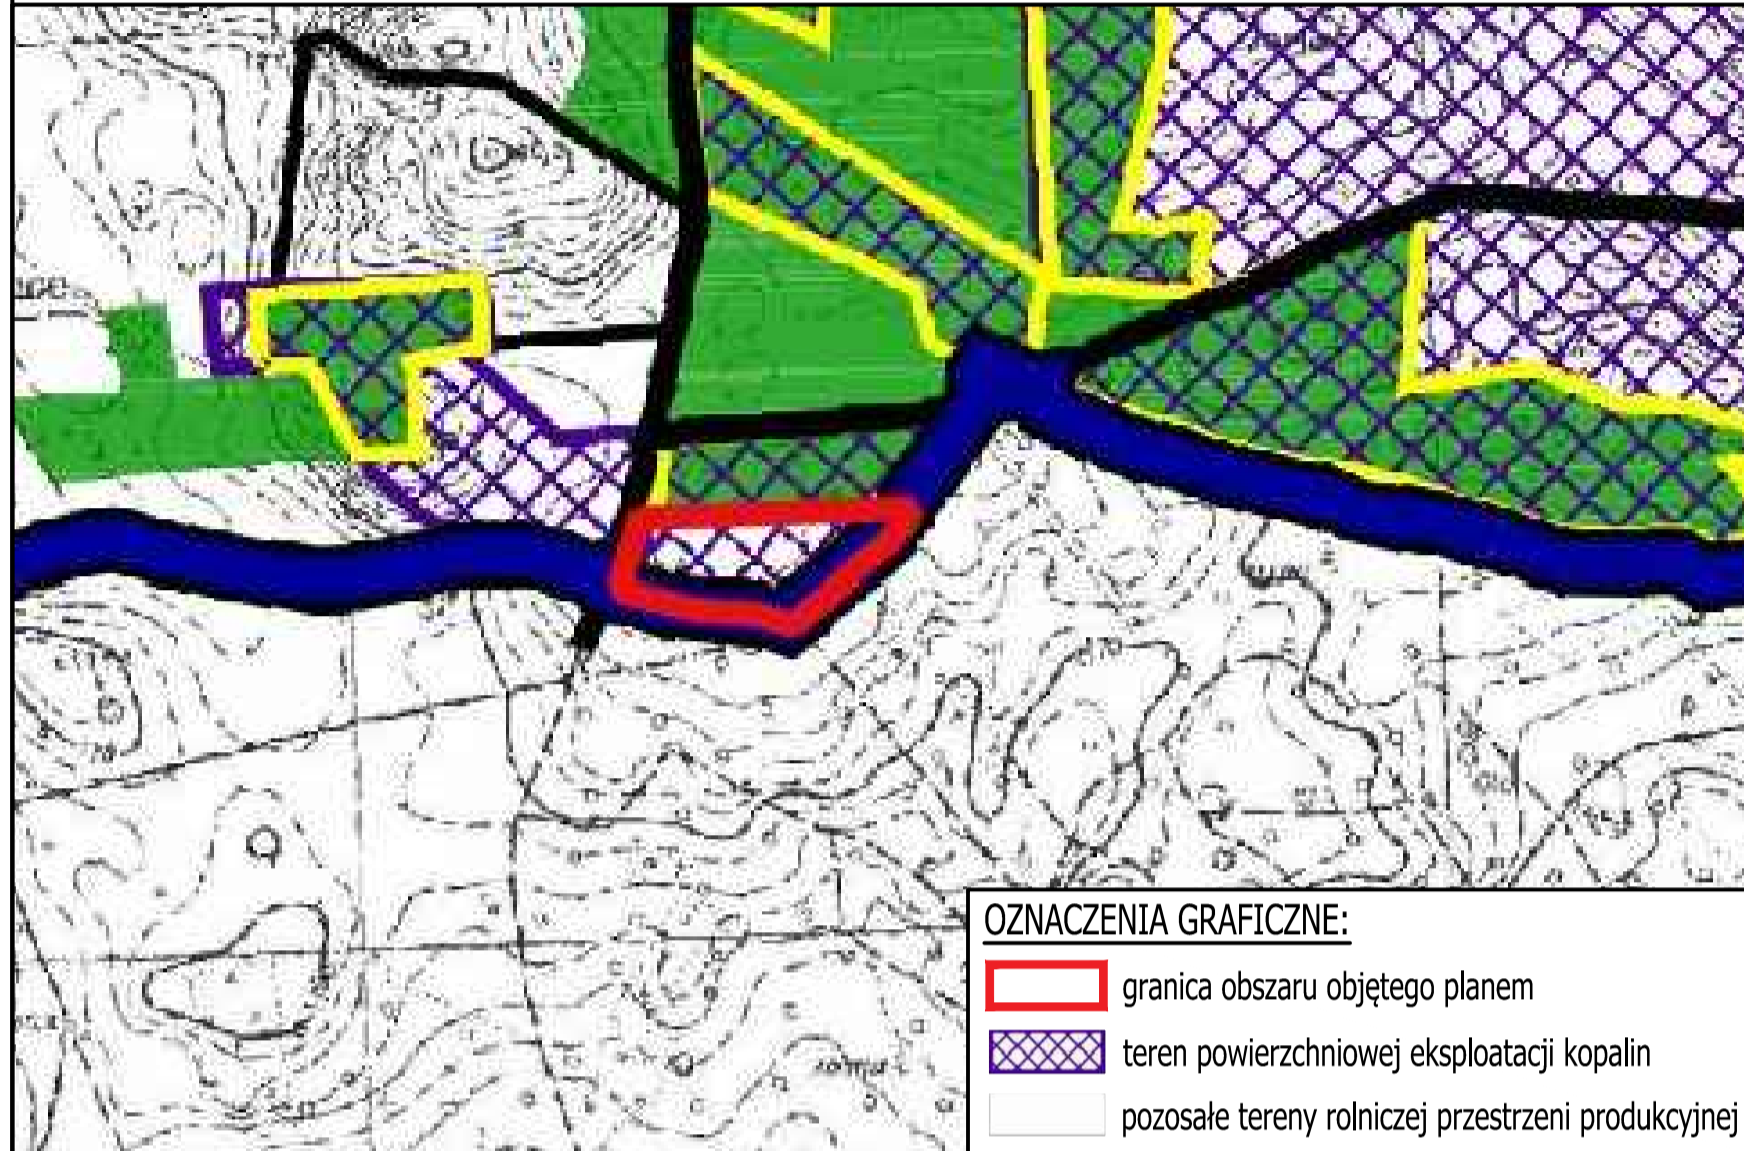 OZNACZENIA GRAFICZNE:
granica obszaru objętego planem
teren powierzchniowej eksploatacji kopalin
pozosałe tereny rolniczej przestrzeni produkcyjnej